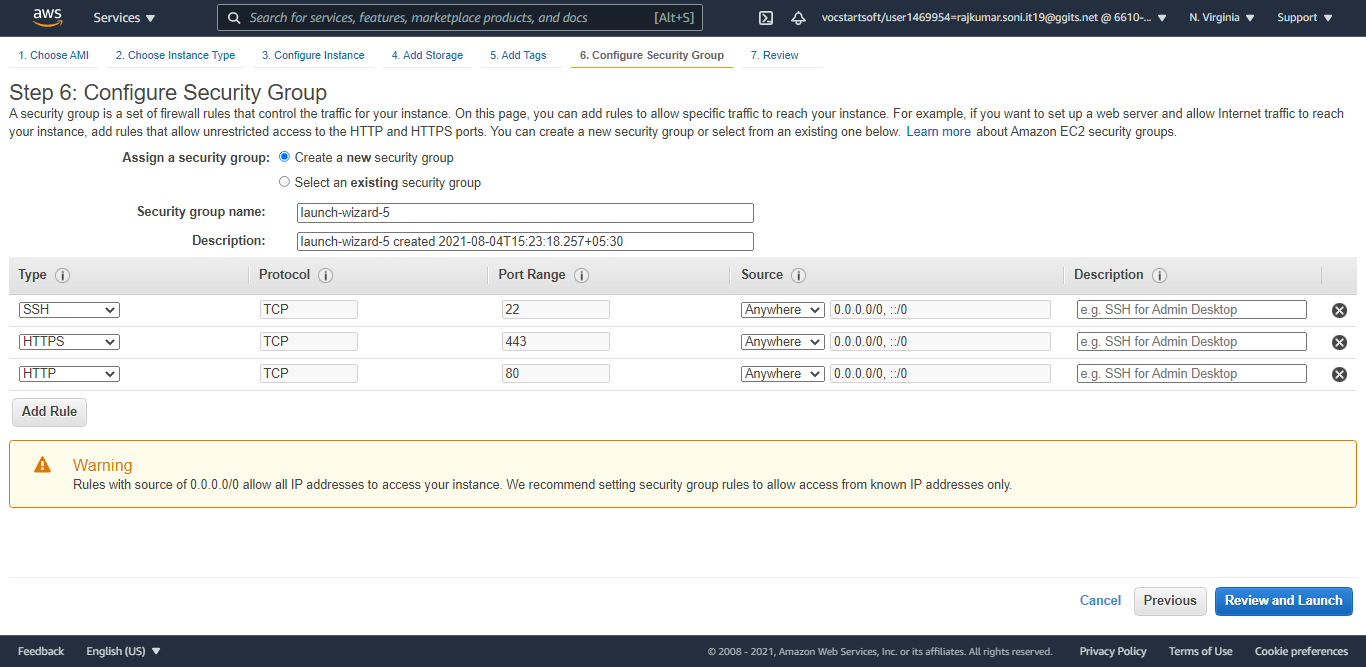 aws Services Search for services, features, marketplace products, and docs [Alt+S] vocstartsoft/user1469954=rajkumar.soni.it19@ggits.net @ 6610-... N. Virginia Support
1. Choose AMI 2. Choose Instance Type 3. Configure Instance 4. Add Storage 5. Add Tags 6. Configure Security Group 7. Review
Step 6: Configure Security Group
A security group is a set of firewall rules that control the traffic for your instance. On this page, you can add rules to allow specific traffic to reach your instance. For example, if you want to set up a web server and allow Internet traffic to reach
your instance, add rules that allow unrestricted access to the HTTP and HTTPS ports. You can create a new security group or select from an existing one below. Learn more about Amazon EC2 security groups.
Assign a security group: Create a new security group
Select an existing security group
Security group name: launch-wizard-5
Description: launch-wizard-5 created 2021-08-04T15:23:18.257+05:30
Type i Protocol i Port Range i Source i Description i
SSH TCP 22 Anywhere 0.0.0.0/0, ::/0 e.g. SSH for Admin Desktop
HTTPS TCP 443 Anywhere 0.0.0.0/0, ::/0 e.g. SSH for Admin Desktop
HTTP TCP 80 Anywhere 0.0.0.0/0, ::/0 e.g. SSH for Admin Desktop
Add Rule
Warning
Rules with source of 0.0.0.0/0 allow all IP addresses to access your instance. We recommend setting security group rules to allow access from known IP addresses only.
Cancel Previous Review and Launch
Feedback English (US) © 2008 - 2021, Amazon Web Services, Inc. or its affiliates. All rights reserved. Privacy Policy Terms of Use Cookie preferences